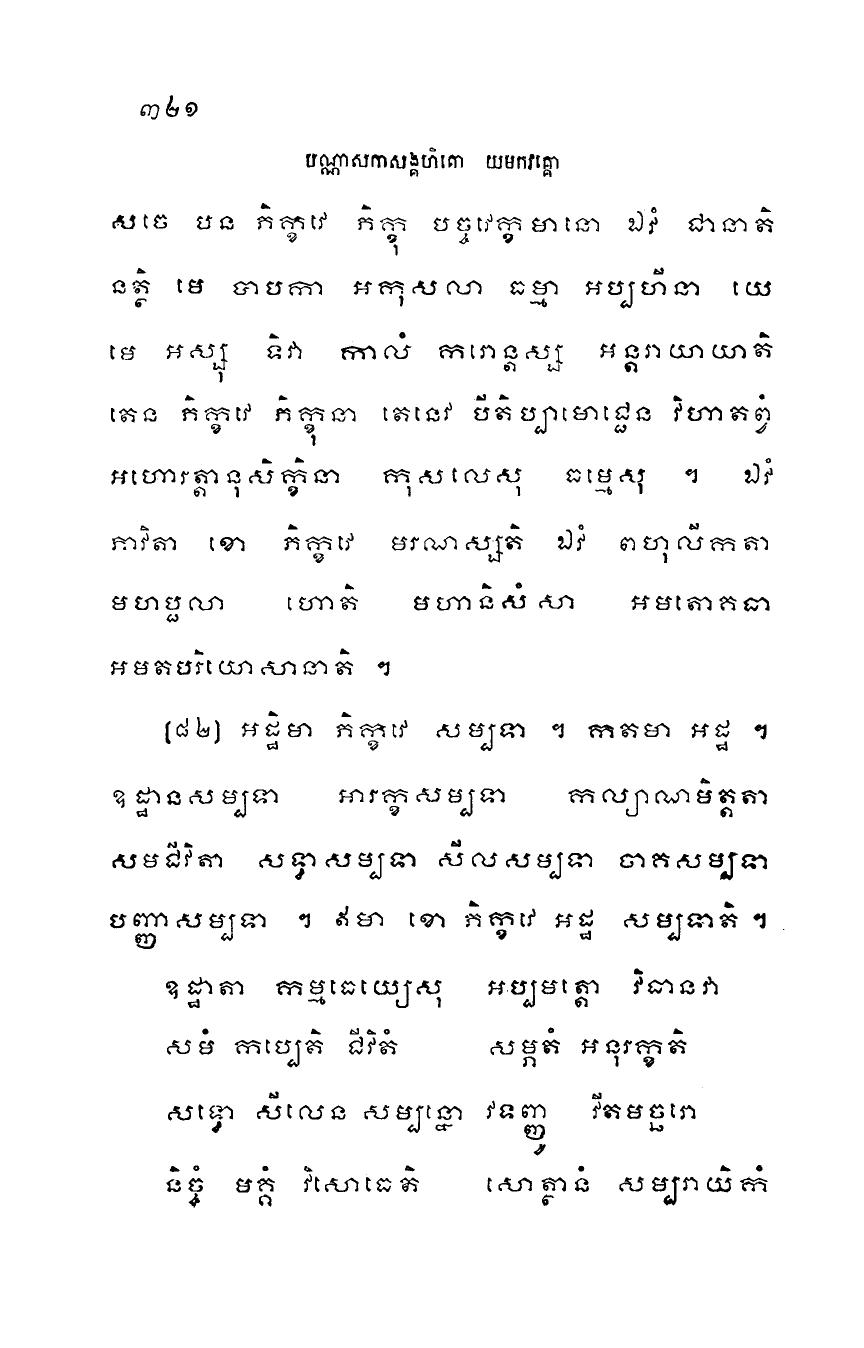 ៣៤១
បណ្ណាសកាសង្គហិតោ យមកវគ្គោ
សចេ បន ភិក្ខវេ ភិក្ខុ បច្ចវេក្ខមានោ ឯវំ ជានាតិ
នត្ថិ មេ បាបកា អកុសលា ធម្មា អប្បហីនា យេ
មេ អស្សុ ទិវា កាលំ ករោន្តស្ស អន្តរាយាយាតិ
តេន ភិក្ខវេ ភិក្ខុនា តេនេវ បីតិប្បាមោជ្ជេន វិហាតព្វំ
អហោរត្តានុសិក្ខិនា កុសលេសុ ធម្មេសុ ។ ឯវំ
ភាវិតា ខោ ភិក្ខវេ មរណស្សតិ ឯវំ ពហុលីកតា
មហប្ផលា ហោតិ មហានិសំសា អមតោគធា
អមតបរិយោសានាតិ ។
[៨៤] អដ្ឋិមា ភិក្ខវេ សម្បទា ។ កតមា អដ្ឋ ។
ឧដ្ឋានសម្បទា អារក្ខសម្បទា កល្យាណមិត្តតា
សមជីវិតា សទ្ធាសម្បទា សីលសម្បទា ចាគសម្បទា
បញ្ញាសម្បទា ។ ឥមា ខោ ភិក្ខវេ អដ្ឋ សម្បទាតិ ។
ឧដ្ឋាតា កម្មធេយ្យេសុ អប្បមត្តោ វិធានវា
សមំ កប្បេតិ ជីវិតំ សម្ភតំ អនុរក្ខតិ
សទ្ធោ សីលេន សម្បន្នោ វទញ្ញូ វីតមច្ឆរោ
និច្ចំ មគ្គំ វិសោធេតិ សោត្ថានំ សម្បរាយិកំ